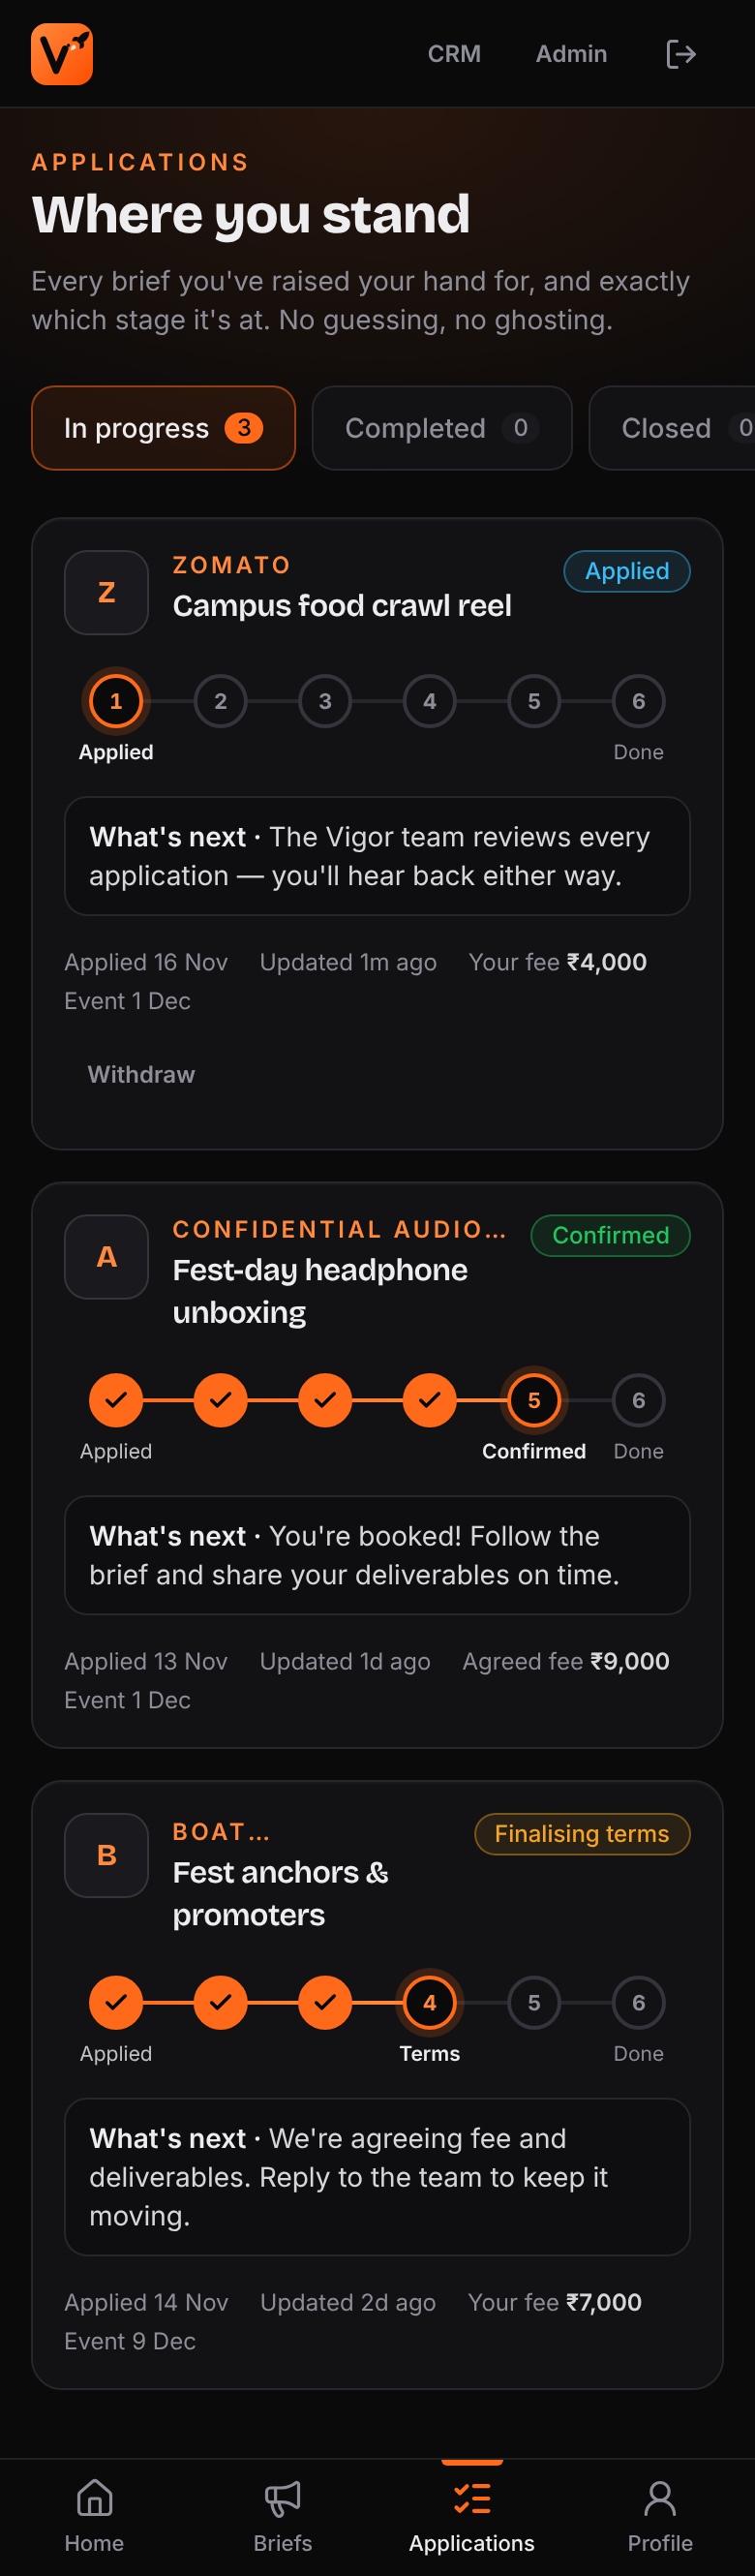 V
CRM Admin
APPLICATIONS
Where you stand
Every brief you've raised your hand for, and exactly
which stage it's at. No guessing, no ghosting.
In progress 3 Completed 0 Closed 0
Z ZOMATO Applied
Campus food crawl reel
1 2 3 4 5 6
Applied Done
What's next · The Vigor team reviews every
application — you'll hear back either way.
Applied 16 Nov Updated 1m ago Your fee ₹4,000
Event 1 Dec
Withdraw
A CONFIDENTIAL AUDIO… Confirmed
Fest-day headphone
unboxing
5 6
Applied Confirmed Done
What's next · You're booked! Follow the
brief and share your deliverables on time.
Applied 13 Nov Updated 1d ago Agreed fee ₹9,000
Event 1 Dec
B BOAT… Finalising terms
Fest anchors &
promoters
4 5 6
Applied Terms Done
What's next · We're agreeing fee and
deliverables. Reply to the team to keep it
moving.
Applied 14 Nov Updated 2d ago Your fee ₹7,000
Event 9 Dec
Home Briefs Applications Profile